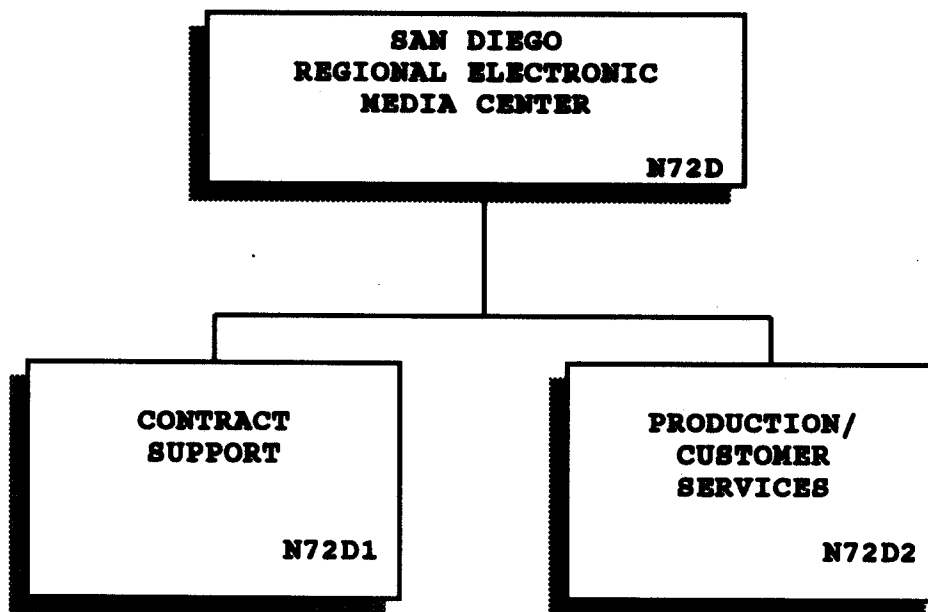 SAN DIEGO
REGIONAL ELECTRONIC
MEDIA CENTER
N72D
CONTRACT
SUPPORT
N72D1
PRODUCTION/
CUSTOMER
SERVICES
N72D2